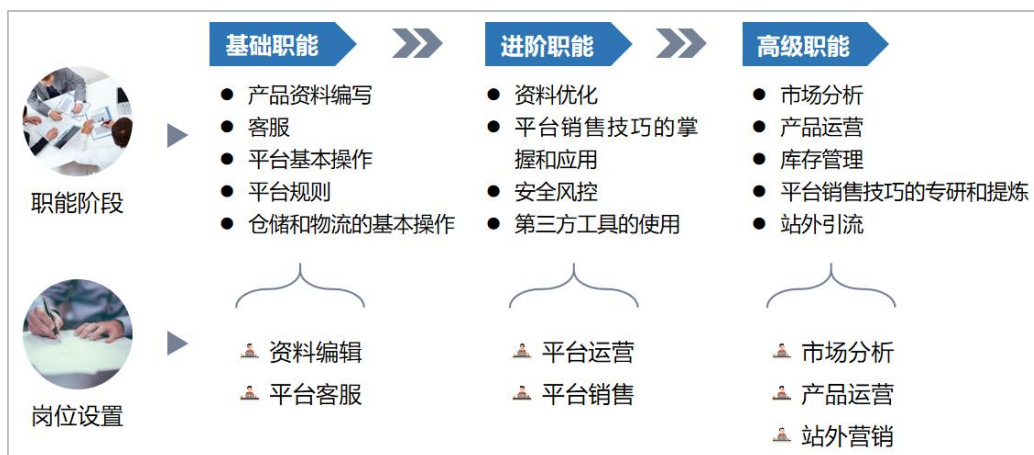 基础职能
进阶职能
高级职能
职能阶段
● 产品资料编写
● 客服
● 平台基本操作
● 平台规则
● 仓储和物流的基本操作
● 资料优化
● 平台销售技巧的掌
握和应用
● 安全风控
● 第三方工具的使用
● 市场分析
● 产品运营
● 库存管理
● 平台销售技巧的专研和提炼
● 站外引流
岗位设置
资料编辑
平台客服
平台运营
平台销售
市场分析
产品运营
站外营销